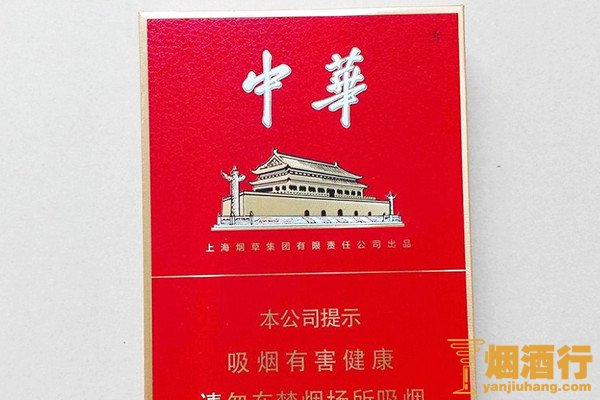 中華
上海烟草集团有限责任公司出品
本公司提示
吸烟有害健康
请勿在禁烟场所吸烟
烟酒行
yanjiuhang.com